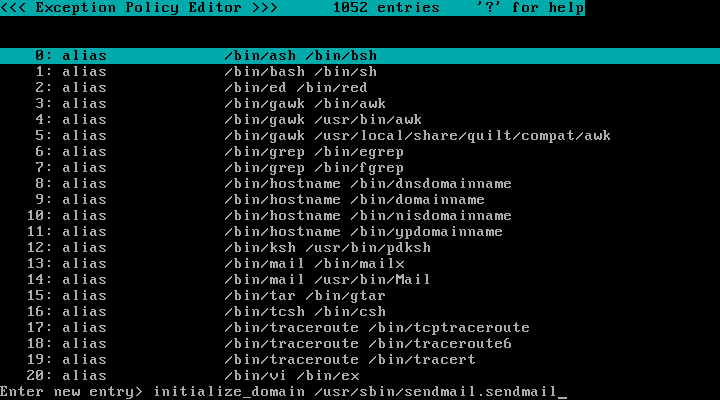 <<< Exception Policy Editor >>>      1052 entries    '?' for help
0: alias             /bin/ash /bin/bsh
1: alias             /bin/bash /bin/sh
2: alias             /bin/ed /bin/red
3: alias             /bin/gawk /bin/awk
4: alias             /bin/gawk /usr/bin/awk
5: alias             /bin/gawk /usr/local/share/quilt/compat/awk
6: alias             /bin/grep /bin/egrep
7: alias             /bin/grep /bin/fgrep
8: alias             /bin/hostname /bin/dnsdomainname
9: alias             /bin/hostname /bin/domainname
10: alias             /bin/hostname /bin/nisdomainname
11: alias             /bin/hostname /bin/ypdomainname
12: alias             /bin/ksh /usr/bin/pdksh
13: alias             /bin/mail /bin/mailx
14: alias             /bin/mail /usr/bin/Mail
15: alias             /bin/tar /bin/gtar
16: alias             /bin/tcsh /bin/csh
17: alias             /bin/traceroute /bin/tcptraceroute
18: alias             /bin/traceroute /bin/traceroute6
19: alias             /bin/traceroute /bin/tracert
20: alias             /bin/vi /bin/ex
Enter new entry> initialize_domain /usr/sbin/sendmail.sendmail_